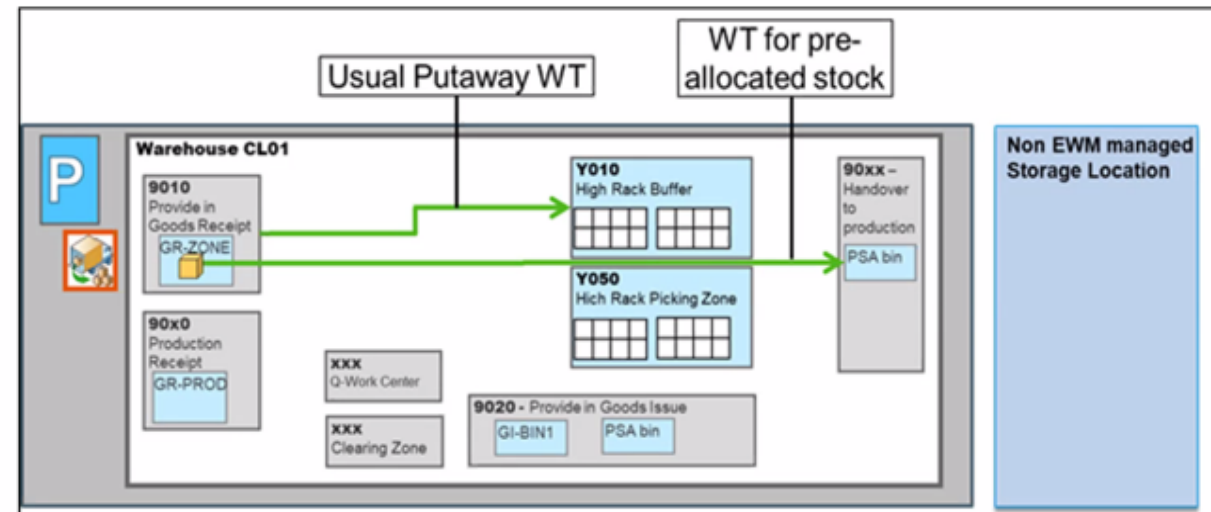 Usual Putaway WT
WT for pre-
allocated stock
P
Warehouse CL01
9010
Provide in
Goods Receipt
GR-ZONE
Y010
High Rack Buffer
90xx –
Handover
to
production
PSA bin
Y050
Hich Rack Picking Zone
90x0
Production
Receipt
GR-PROD
xxx
Q-Work Center
xxx
Clearing Zone
9020 - Provide in Goods Issue
GI-BIN1
PSA bin
Non EWM managed
Storage Location